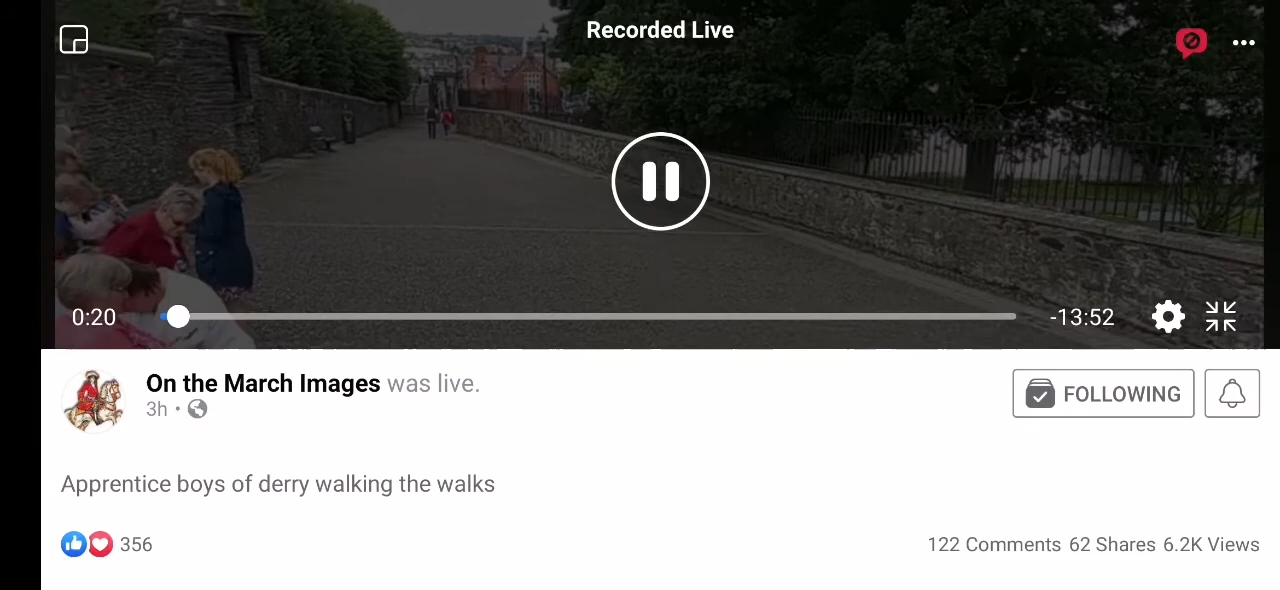 Recorded Live
0:20
-13:52
On the March Images was live.
3h •
FOLLOWING
Apprentice boys of derry walking the walks
356
122 Comments 62 Shares 6.2K Views